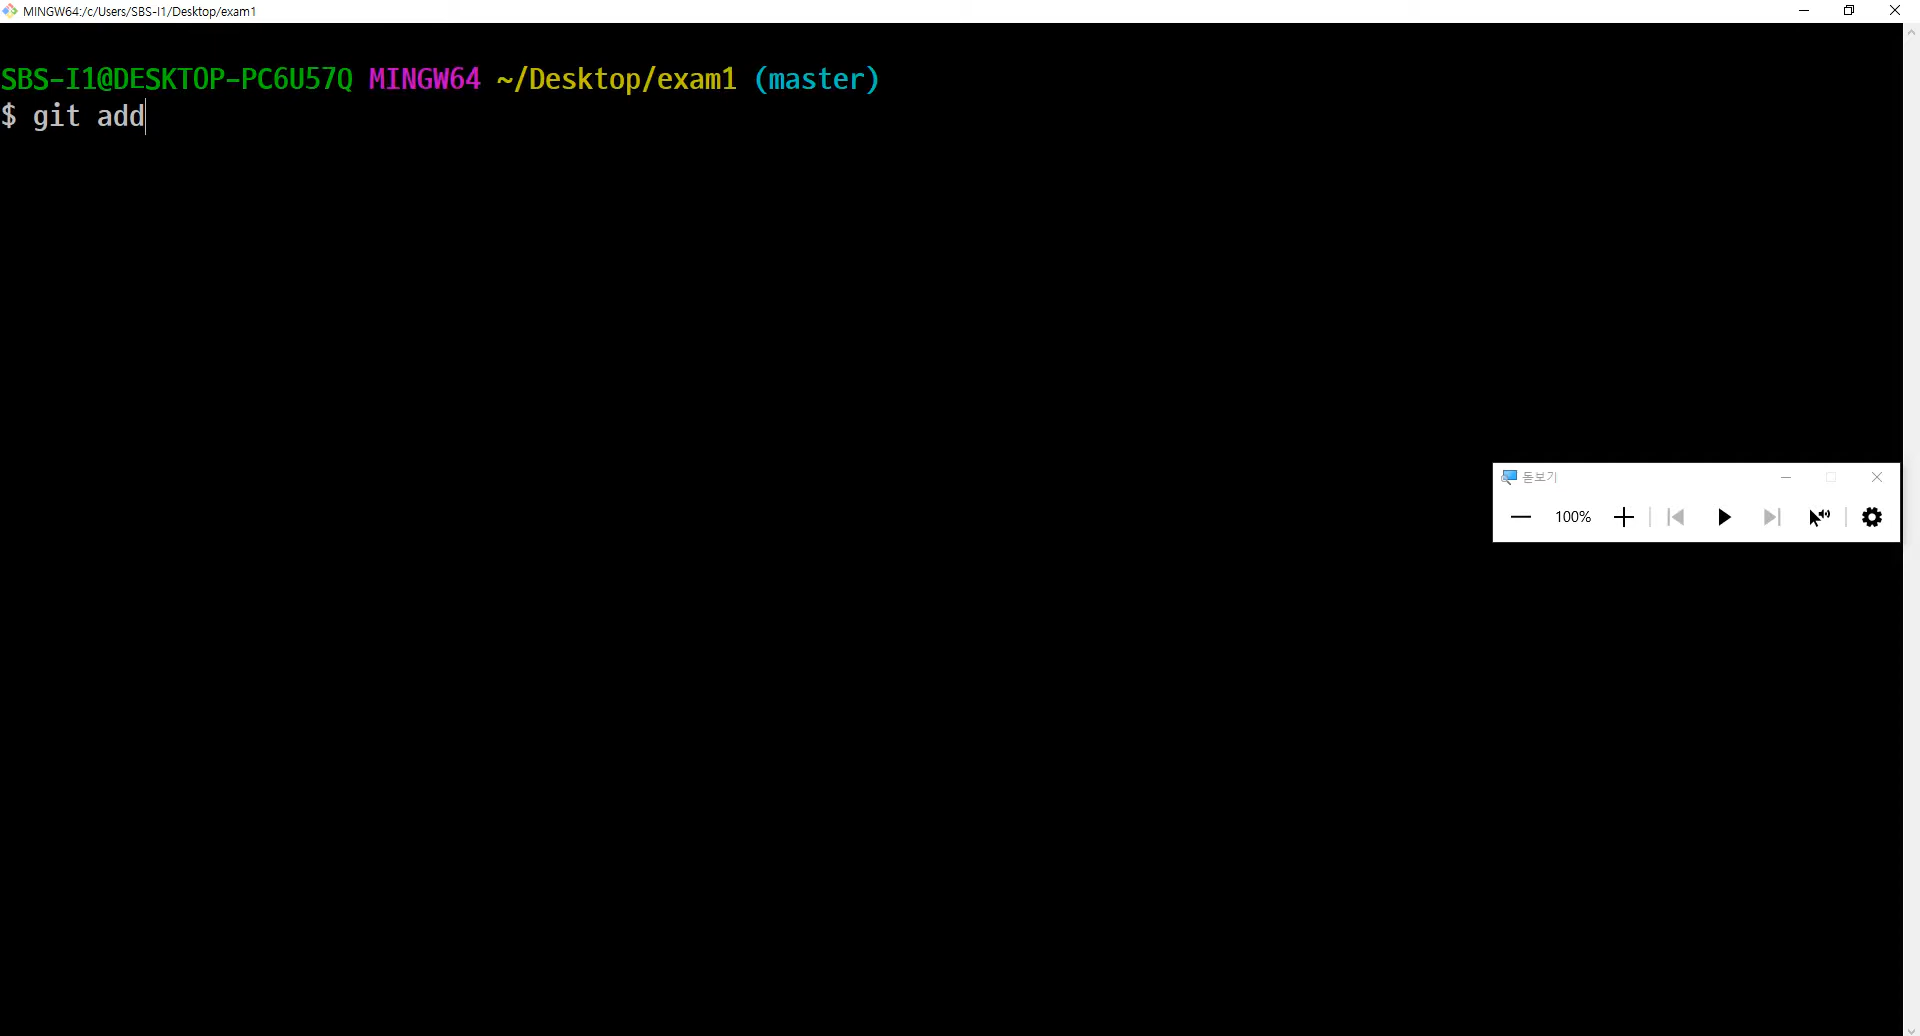 MINGW64:/c/Users/SBS-I1/Desktop/exam1
SBS-I1@DESKTOP-PC6U57Q MINGW64 ~/Desktop/exam1 (master)
$ git add
돋보기
100%